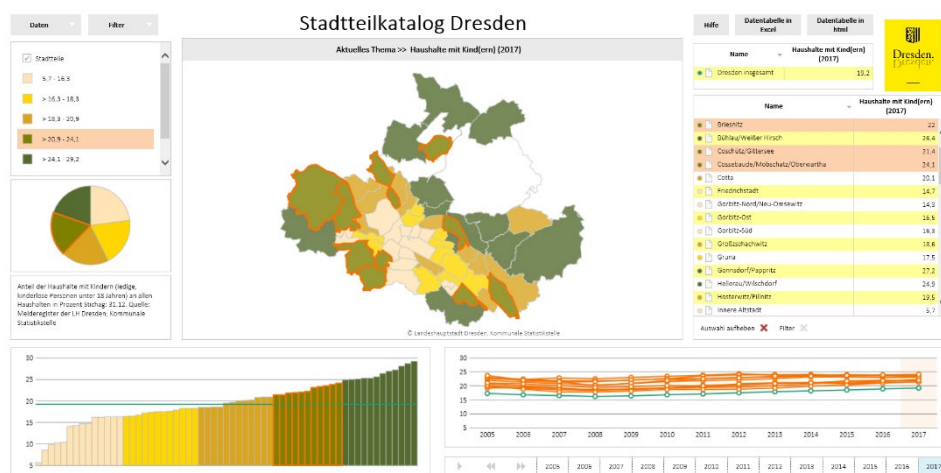 Stadtteilkatalog Dresden
Daten
Filter
Hilfe
Datentabelle in Excel
Datentabelle in html
Dresden.
Dresden.
Stadtteile
5,7 - 16,3
> 16,3 - 18,3
> 18,3 - 20,9
> 20,9 - 24,1
> 24,1 - 29,2
Aktuelles Thema >> Haushalte mit Kind(ern) (2017)
© Landeshauptstadt Dresden, Kommunale Statistikstelle
Name Haushalte mit Kind(ern) (2017)
Dresden insgesamt 19,2
Name Haushalte mit Kind(ern) (2017)
Briesnitz 22
Bühlau/Weißer Hirsch 26,4
Coschütz/Gittersee 21,4
Cossebaude/Mobschatz/Oberwartha 24,1
Cotta 20,1
Friedrichstadt 14,7
Gorbitz-Nord/Neu-Omsewitz 14,3
Gorbitz-Ost 16,5
Gorbitz-Süd 16,3
Großzschachwitz 18,6
Gruna 17,5
Gönnsdorf/Pappritz 27,2
Hellerau/Wilschdorf 24,9
Hosterwitz/Pillnitz 19,5
Innere Altstadt 5,7
Auswahl aufheben Filter
Anteil der Haushalte mit Kindern (ledige,
kinderlose Personen unter 18 Jahren) an allen
Haushalten in Prozent Stichtag: 31.12. Quelle:
Melderegister der LH Dresden; Kommunale
Statistikstelle
30
25
20
15
10
5
30
25
20
15
10
5
2005 2006 2007 2008 2009 2010 2011 2012 2013 2014 2015 2016 2017
2005 2006 2007 2008 2009 2010 2011 2012 2013 2014 2015 2016 2017